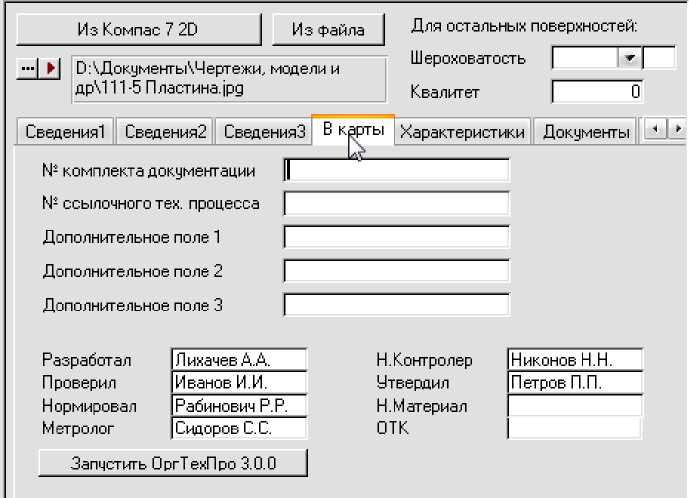 Из Компас 7 2D
Из файла
Для остальных поверхностей:
Шероховатость
... D:\Документы\Чертежи, модели и
др\111-5 Пластина.jpg
Квалитет 0
Сведения1 Сведения2 Сведения3 В карты Характеристики Документы
№ комплекта документации
№ ссылочного тех. процесса
Дополнительное поле 1
Дополнительное поле 2
Дополнительное поле 3
Разработал Лихачев А.А. Н.Контролер Никонов Н.Н.
Проверил Иванов И.И. Утвердил Петров П.П.
Нормировал Рабинович Р.Р. Н.Материал
Метролог Сидоров С.С. ОТК
Запустить ОргТехПро 3.0.0